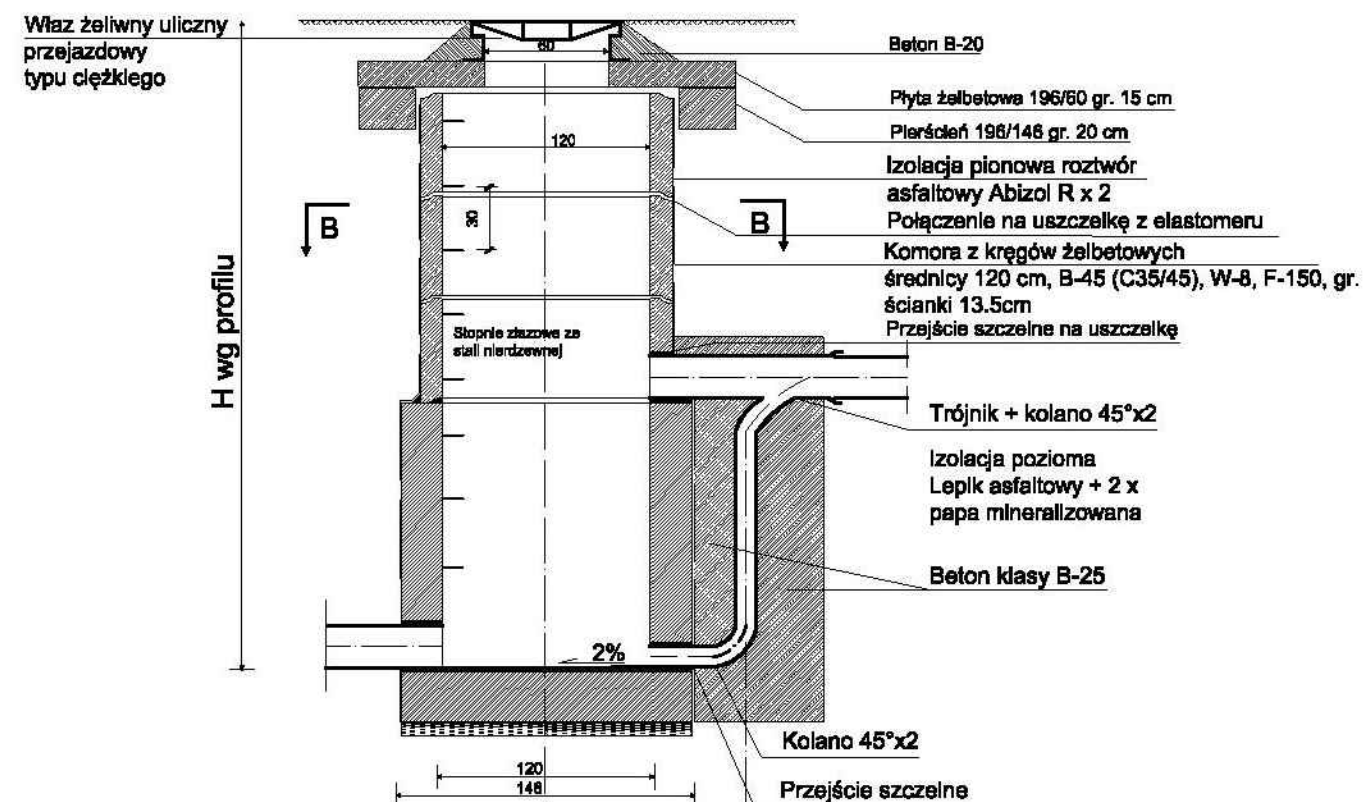 Właz żeliwny uliczny
przejazdowy
typu ciężkiego
60
Beton B-20
Płyta żelbetowa 196/60 gr. 15 cm
Pierścień 196/146 gr. 20 cm
120
Izolacja pionowa roztwór
asfaltowy Abizol R x 2
B
30
B
Połączenie na uszczelkę z elastomeru
Komora z kręgów żelbetowych
średnicy 120 cm, B-45 (C35/45), W-8, F-150, gr.
ścianki 13.5cm
H wg profilu
Stopnie złazowe ze
stali nierdzewnej
Przejście szczelne na uszczelkę
Trójnik + kolano 45°x2
Izolacja pozioma
Lepik asfaltowy + 2 x
papa mineralizowana
Beton klasy B-25
2%
Kolano 45°x2
120
146
Przejście szczelne